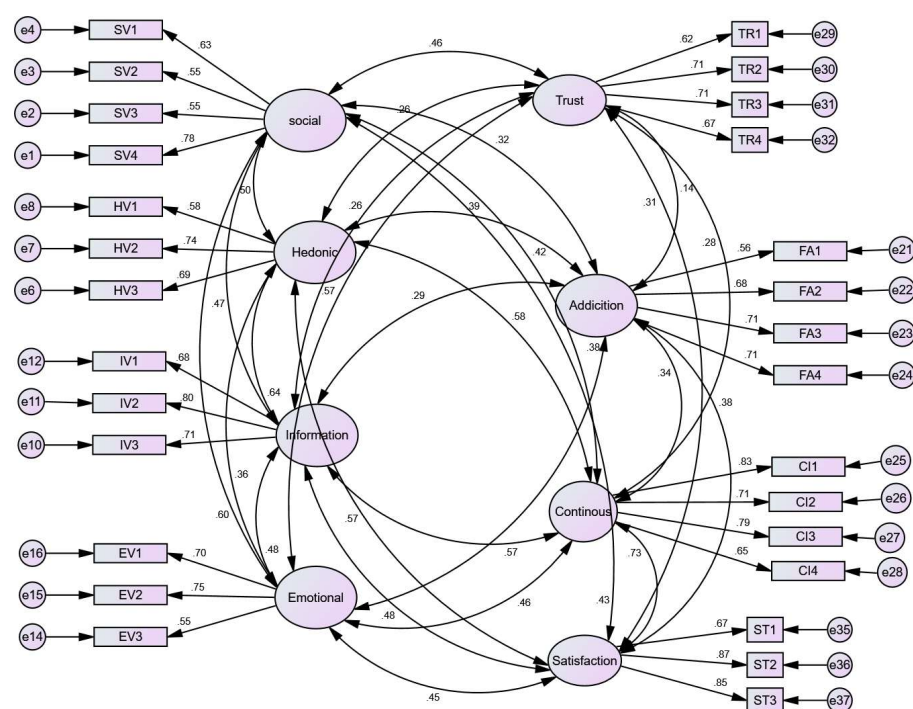 e4 SV1 .63
e3 SV2 .55
e2 SV3 .55
e1 SV4 .78
social
.46
Trust
.62 TR1 e29
.71 TR2 e30
.71 TR3 e31
.67 TR4 e32
.26
.32
.50
.26
.39
.14
.31
e8 HV1 .58
e7 HV2 .74
e6 HV3 .69
Hedonic
.42
.28
.56 FA1 e21
.68 FA2 e22
.71 FA3 e23
.71 FA4 e24
Addicition
.47
.57
.29
.58
.38
.34
.38
e12 IV1 .68
e11 IV2 .80
e10 IV3 .71
.64
Information
.36
.60
.48
.57
.57
.73
.83 CI1 e25
.71 CI2 e26
.79 CI3 e27
.65 CI4 e28
Continous
e16 EV1 .70
e15 EV2 .75
e14 EV3 .55
Emotional
.46
.48
.43
.45
Satisfaction
.67 ST1 e35
.87 ST2 e36
.85 ST3 e37